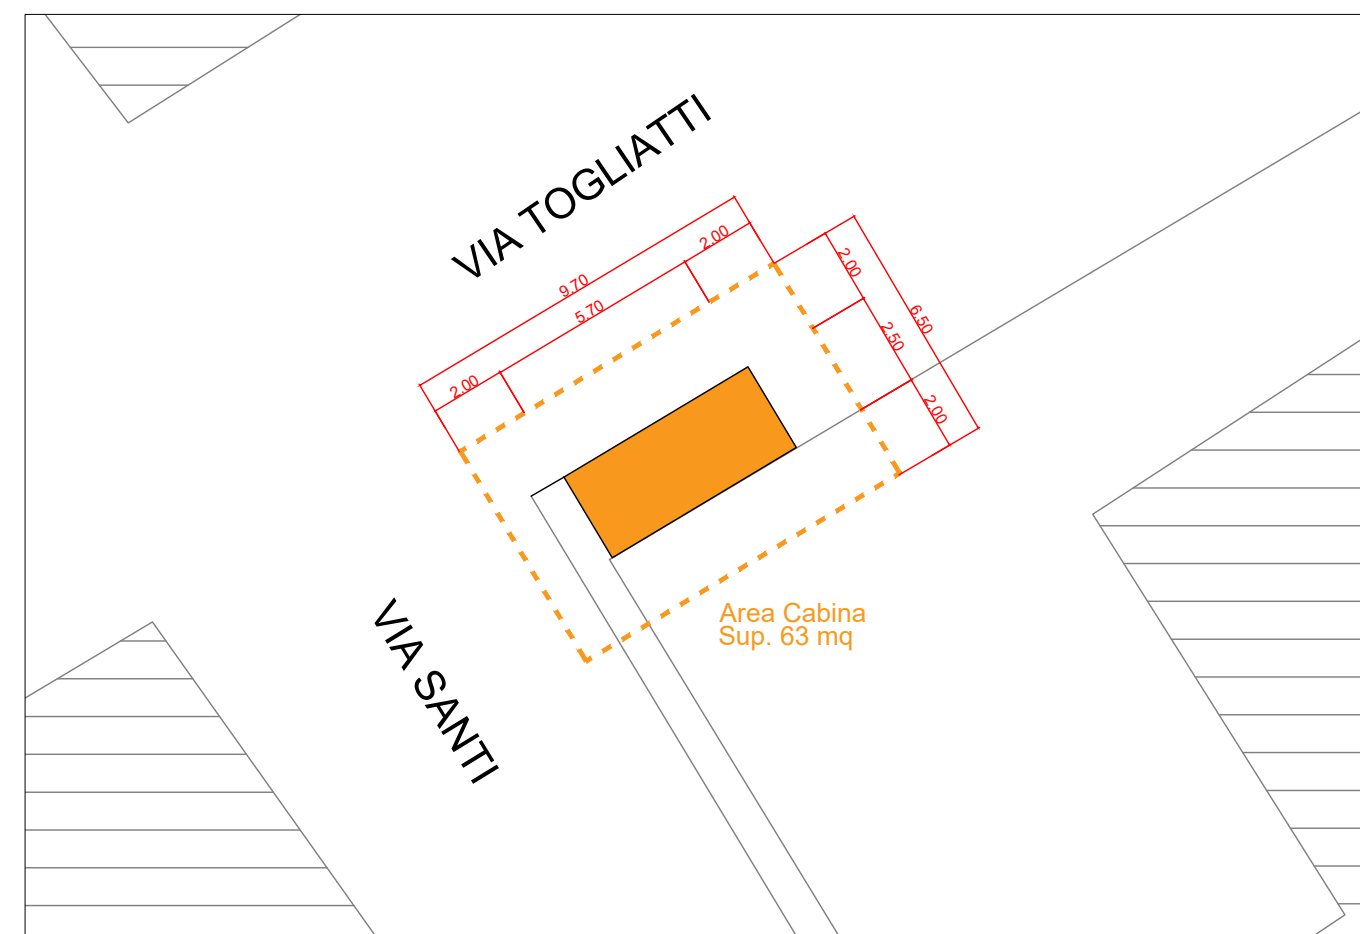 VIA TOGLIATTI
9.70
5.70
2.00
2.00
2.00
2.50
2.00
6.50
Area Cabina
Sup. 63 mq
VIA SANTI